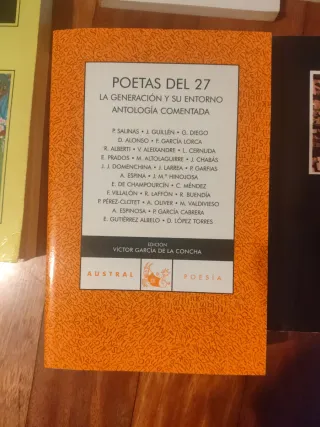 POETAS DEL 27
LA GENERACIÓN Y SU ENTORNO
ANTOLOGÍA COMENTADA
P. SALINAS • J. GUILLÉN • G. DIEGO
D. ALONSO • F. GARCÍA LORCA
R. ALBERTI • V. ALEIXANDRE • L. CERNUDA
E. PRADOS • M. ALTOLAGUIRRE • J. CHABÁS
J. J. DOMENCHINA • J. LARREA • P. GARFIAS
A. ESPINA • J. M.ª HINOJOSA
E. DE CHAMPOURCIN • C. MÉNDEZ
F. VILLALÓN • R. LAFFÓN • R. BUENDÍA
P. PÉREZ-CLOTET • A. OLIVER • M. VALDIVIESO
A. ESPINOSA • P. GARCÍA CABRERA
E. GUTIÉRREZ ALBELO • D. LÓPEZ TORRES
EDICIÓN
VÍCTOR GARCÍA DE LA CONCHA
AUSTRAL POESÍA